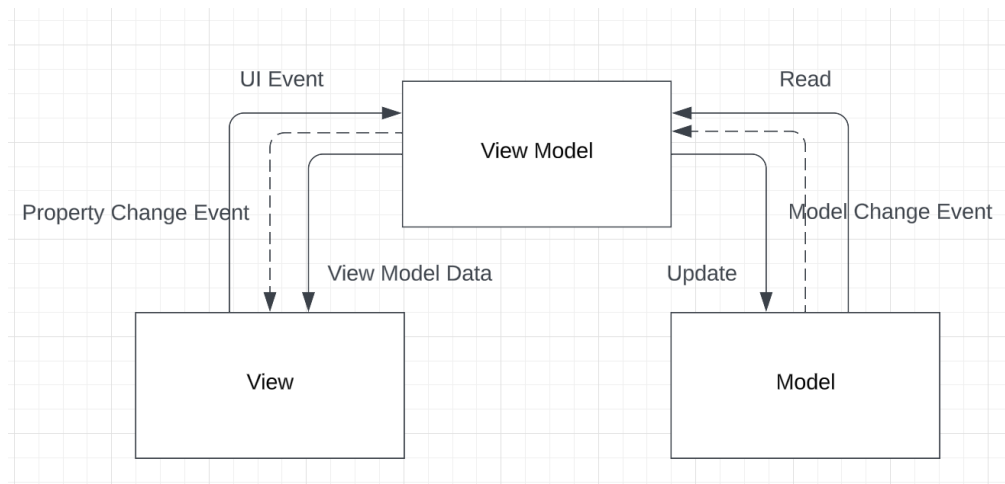 UI Event
Read
View Model
Property Change Event
Model Change Event
View Model Data
Update
View
Model